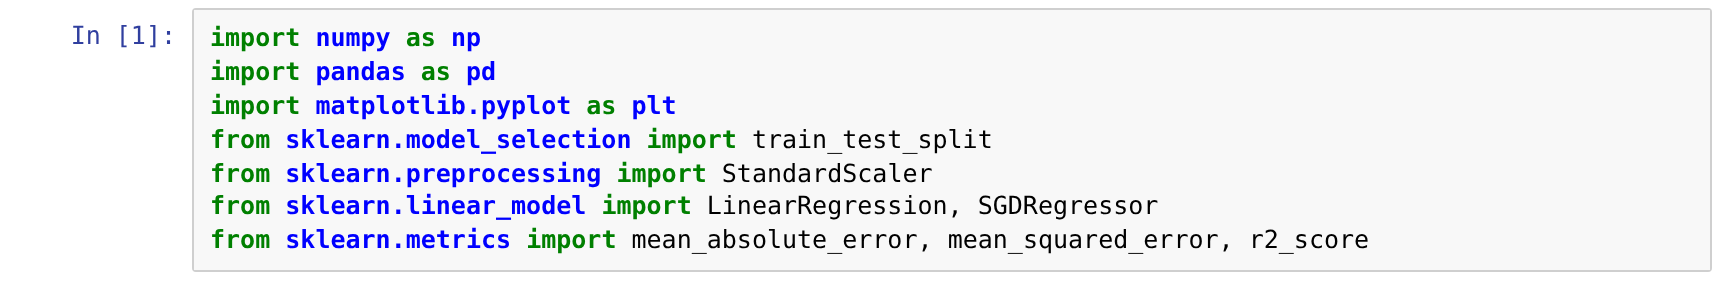 In [1]:
import numpy as np
import pandas as pd
import matplotlib.pyplot as plt
from sklearn.model_selection import train_test_split
from sklearn.preprocessing import StandardScaler
from sklearn.linear_model import LinearRegression, SGDRegressor
from sklearn.metrics import mean_absolute_error, mean_squared_error, r2_score